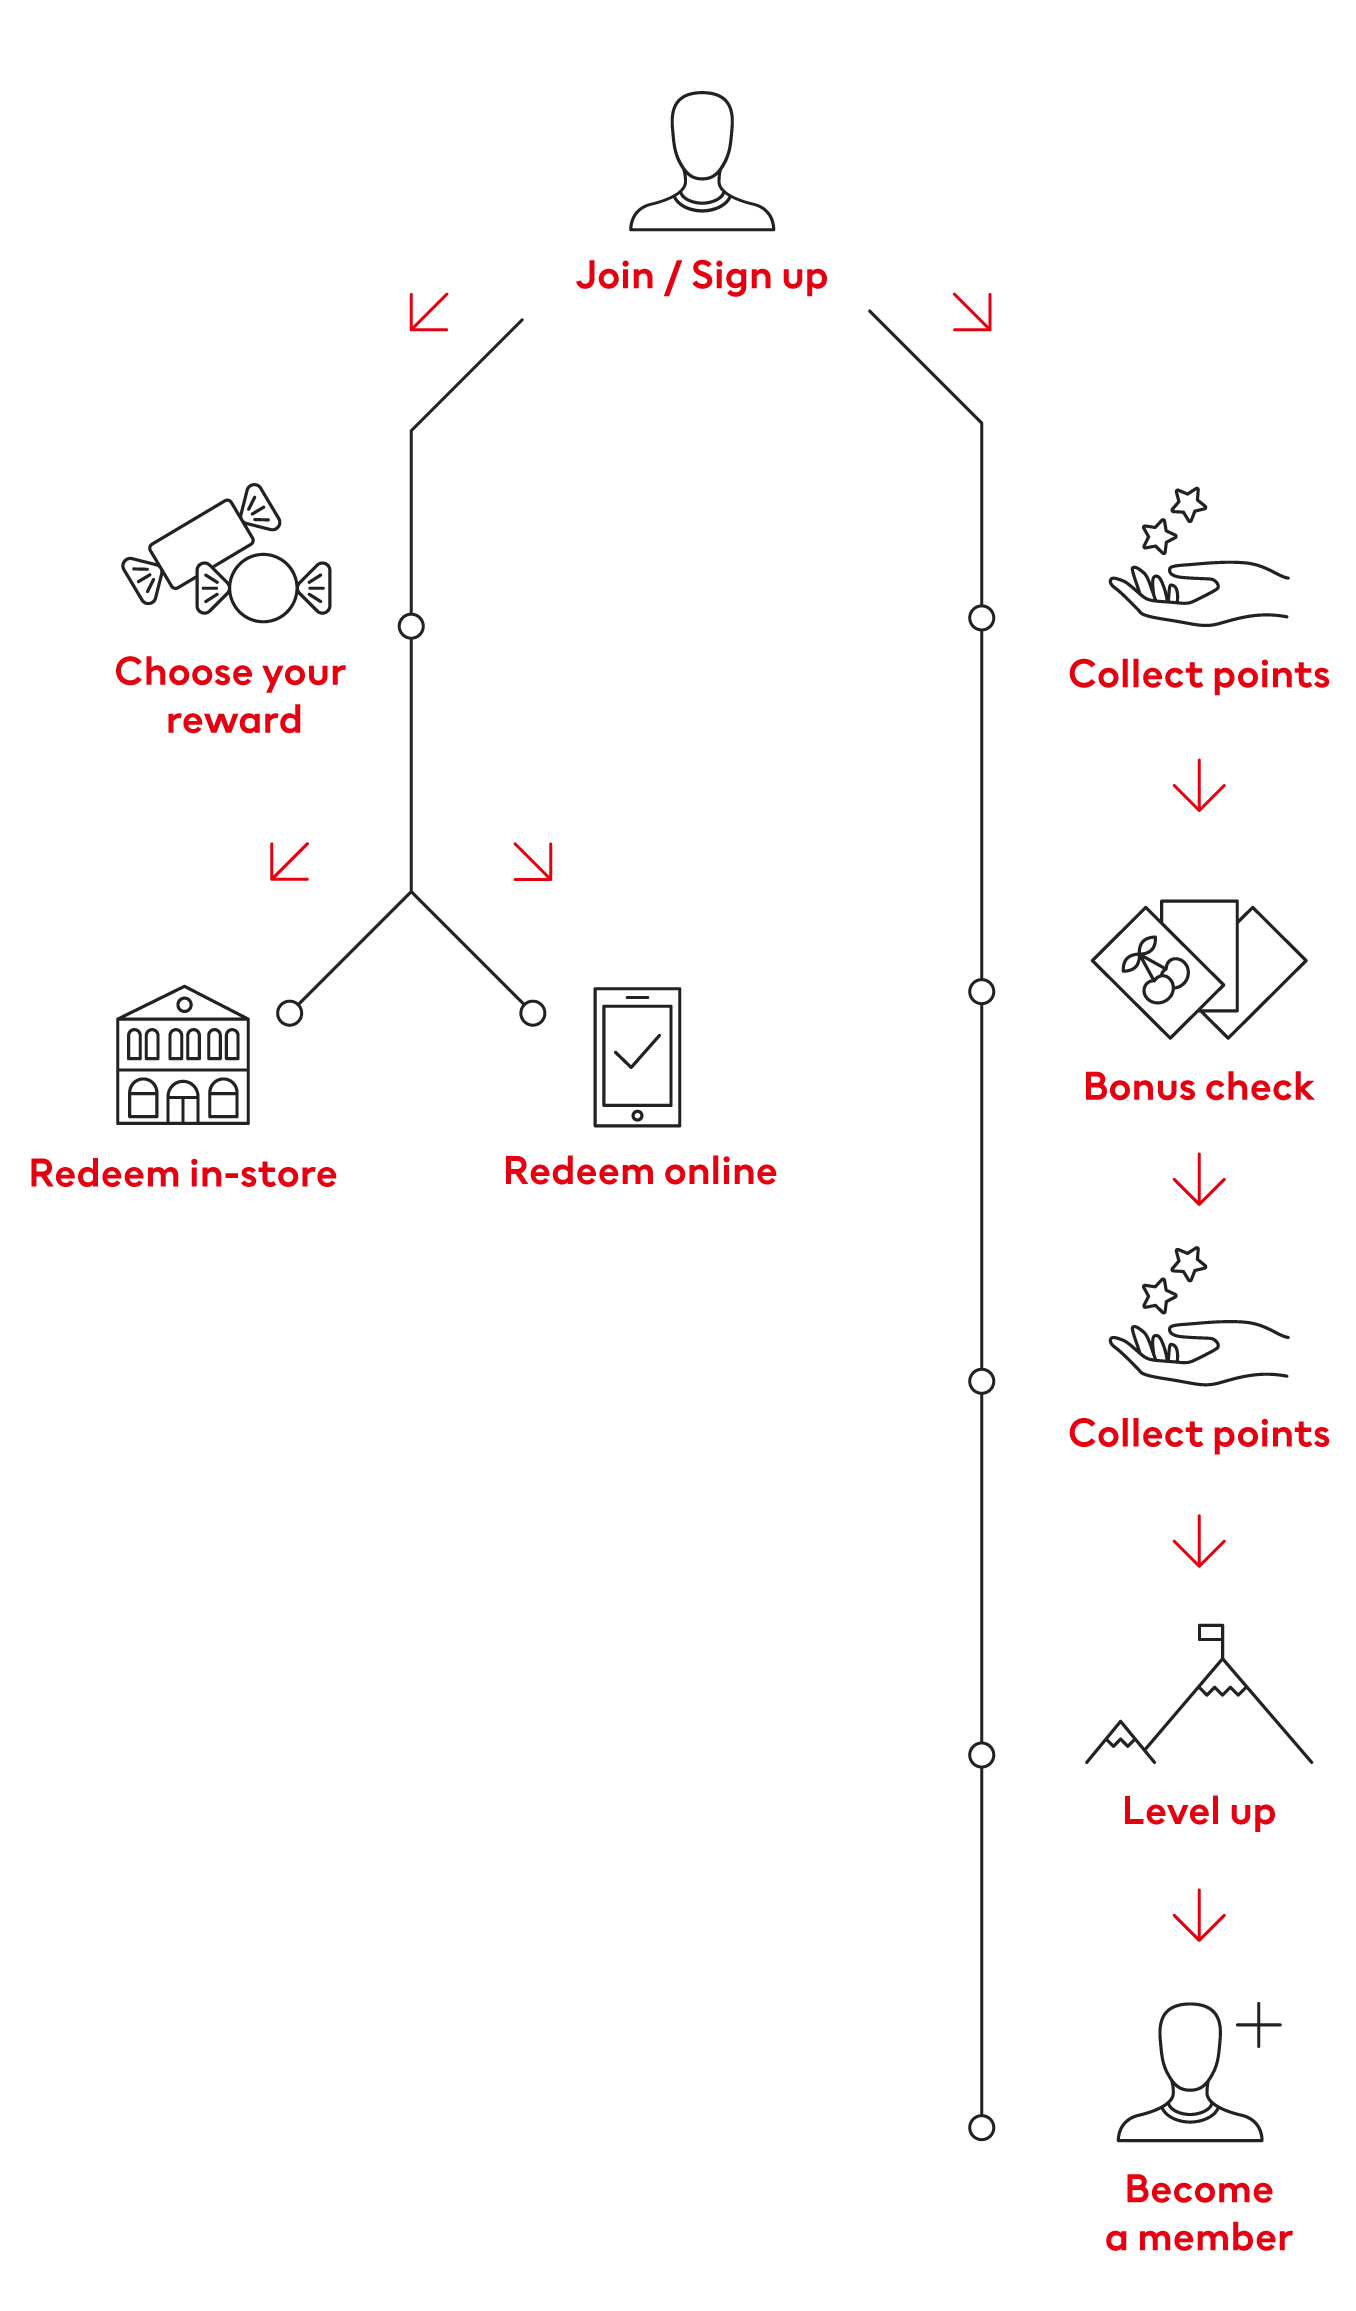 Join / Sign up
Choose your
reward
Redeem in-store
Redeem online
Collect points
Bonus check
Collect points
Level up
Become
a member